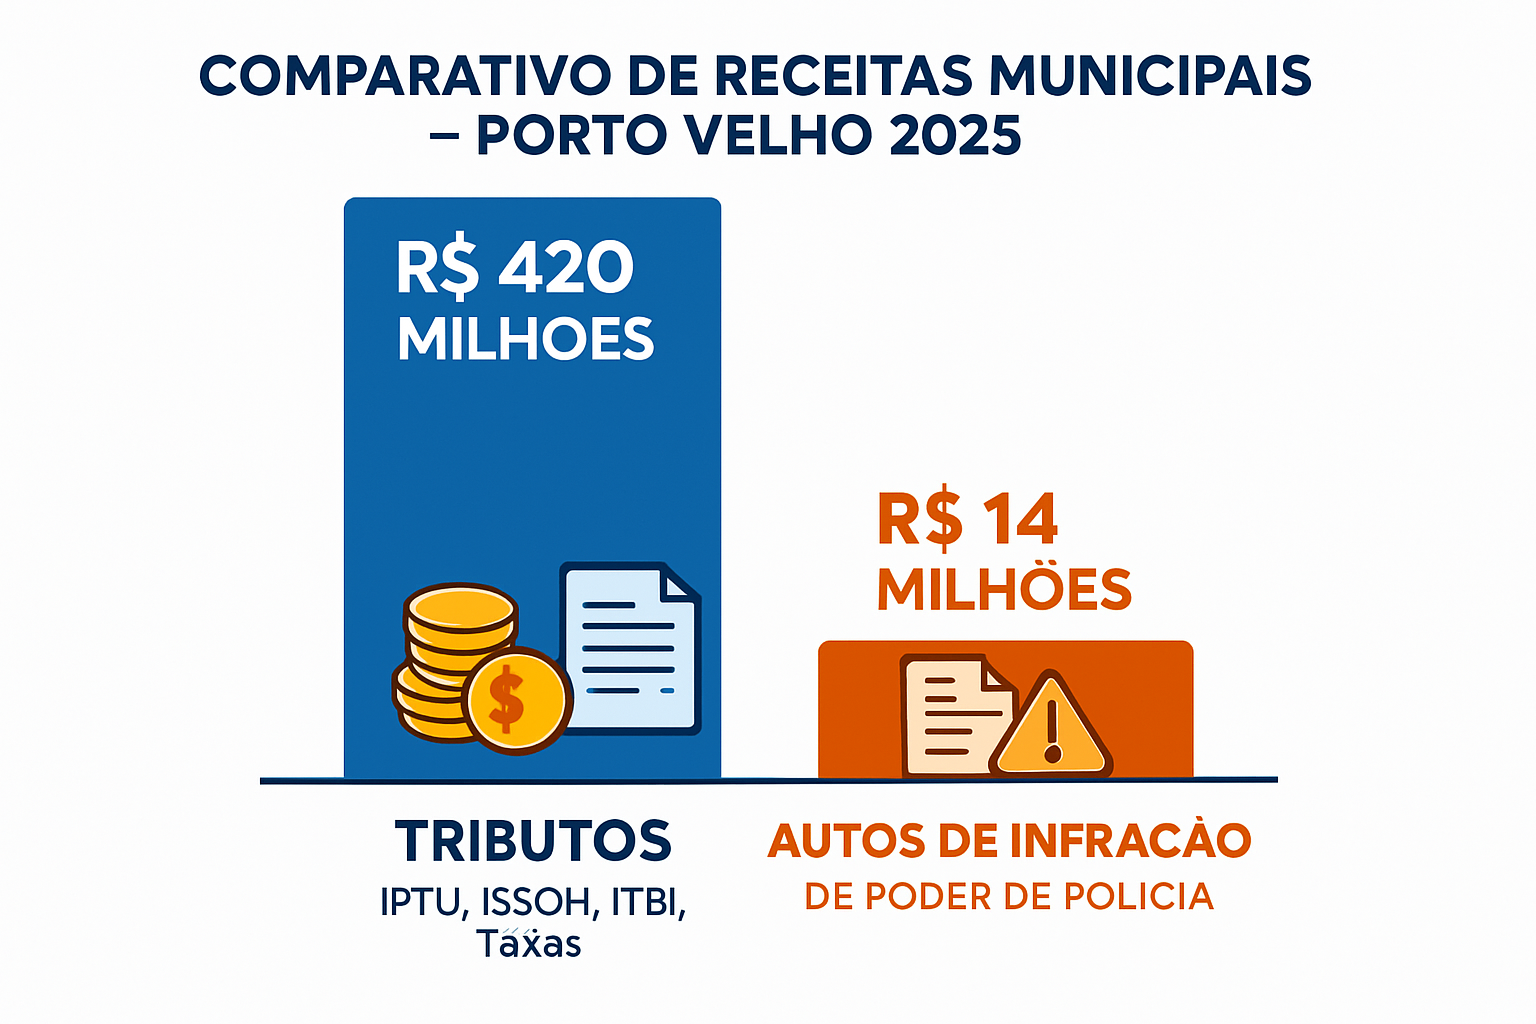 COMPARATIVO DE RECEITAS MUNICIPAIS
– PORTO VELHO 2025
R$ 420
MILHOES
R$ 14
MILHÖES
$
TRIBUTOS
IPTU, ISSOH, ITBI,
Táẋas
AUTOS DE INFRACÀO
DE PODER DE POLICIA